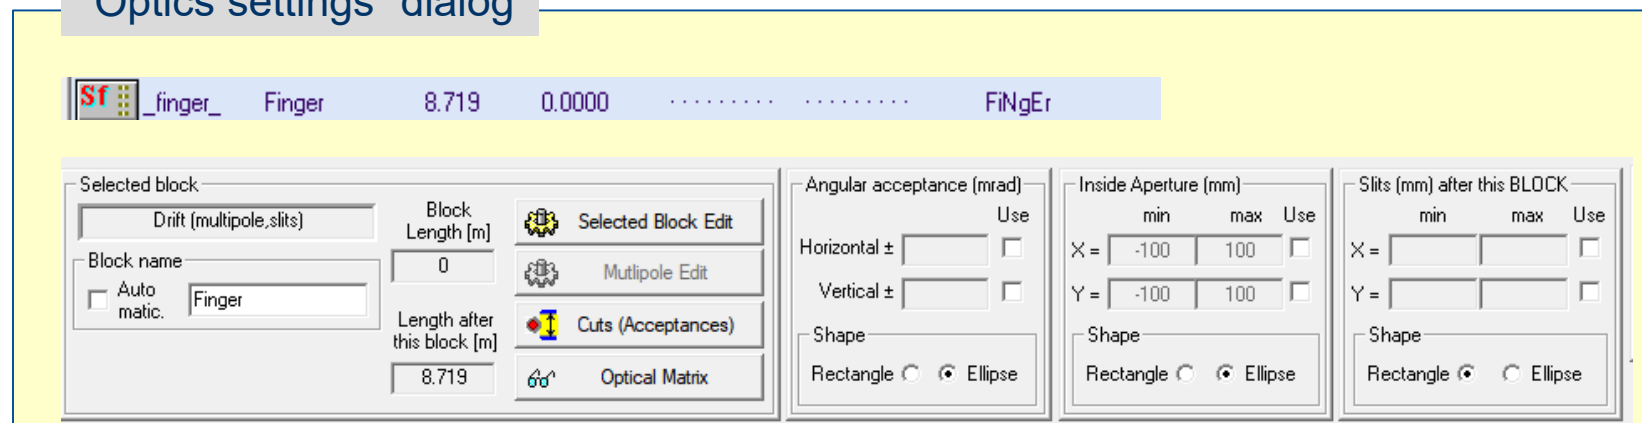 Optics settings" dialog
Sf _finger_ Finger 8.719 0.0000 ......... ......... FiNgEr
Selected block
Drift (multipole,slits)
Block name
Auto matic.
Finger
Block
Length [m]
0
Length after
this block [m]
8.719
Selected Block Edit
Mutlipole Edit
Cuts (Acceptances)
Optical Matrix
Angular acceptance (mrad)
Use
Horizontal ±
Vertical ±
Shape
Rectangle Ellipse
Inside Aperture (mm)
min max Use
X = -100 100
Y = -100 100
Shape
Rectangle Ellipse
Slits (mm) after this BLOCK
min max Use
X =
Y =
Shape
Rectangle Ellipse